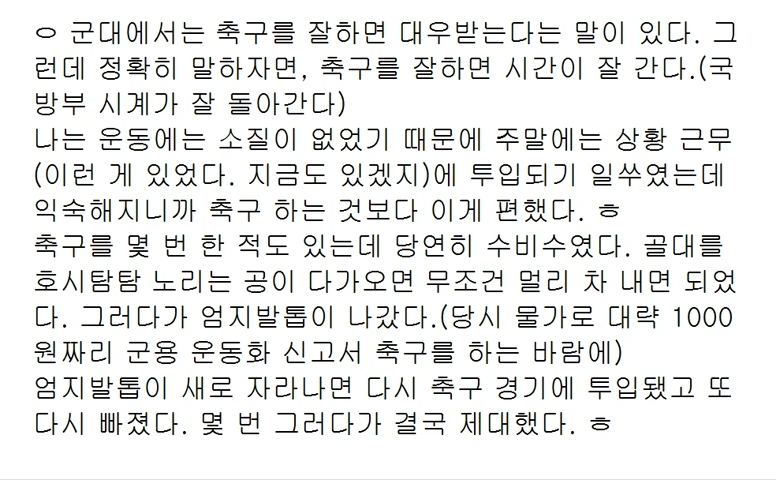 ㅇ 군대에서는 축구를 잘하면 대우받는다는 말이 있다. 그
런데 정확히 말하자면, 축구를 잘하면 시간이 잘 간다.(국
방부 시계가 잘 돌아간다)
나는 운동에는 소질이 없었기 때문에 주말에는 상황 근무
(이런 게 있었다. 지금도 있겠지)에 투입되기 일쑤였는데
익숙해지니까 축구 하는 것보다 이게 편했다. ㅎ
축구를 몇 번 한 적도 있는데 당연히 수비수였다. 골대를
호시탐탐 노리는 공이 다가오면 무조건 멀리 차 내면 되었
다. 그러다가 엄지발톱이 나갔다.(당시 물가로 대략 1000
원짜리 군용 운동화 신고서 축구를 하는 바람에)
엄지발톱이 새로 자라나면 다시 축구 경기에 투입됐고 또
다시 빠졌다. 몇 번 그러다가 결국 제대했다. ㅎ